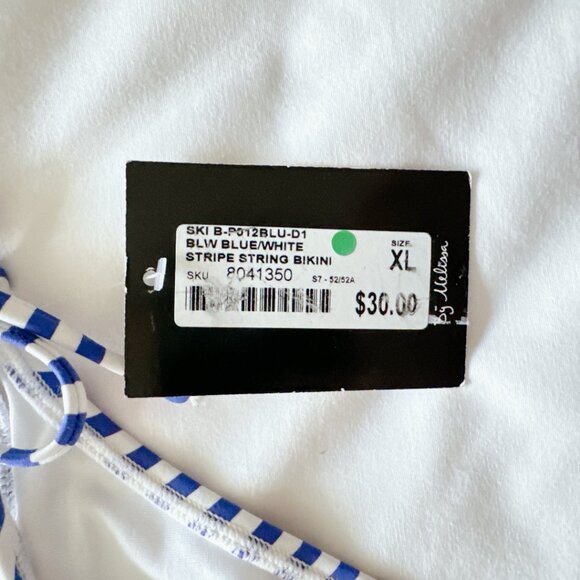 SKI B-P012BLU-D1
BLW BLUE/WHITE
STRIPE STRING BIKINI
SIZE
XL
SKU 8041350 S7 - 52/52A
$30.00
By Melissa